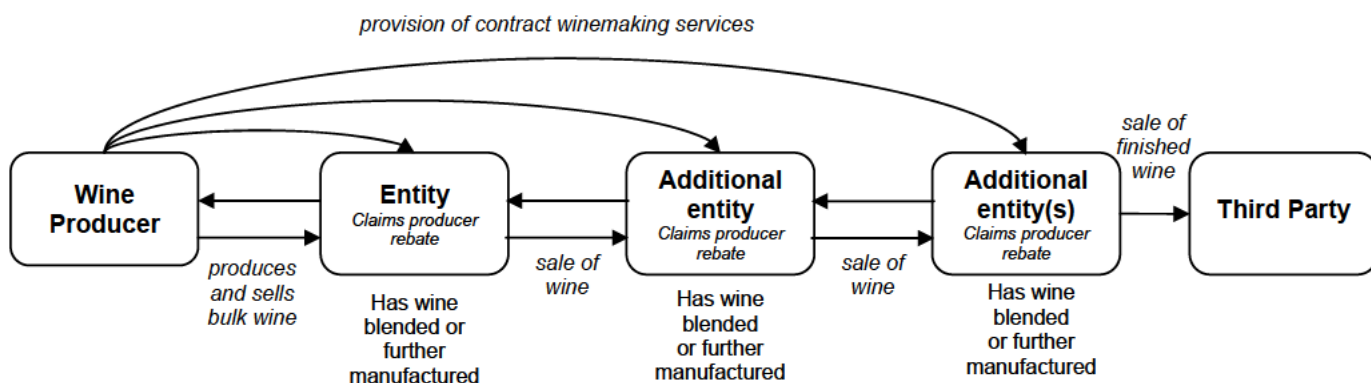 provision of contract winemaking services
Wine
Producer
produces
and sells
bulk wine
Entity
Claims producer
rebate
Has wine
blended or
further
manufactured
sale of
wine
Additional
entity
Claims producer
rebate
Has wine
blended
or further
manufactured
sale of
wine
Additional
entity(s)
Claims producer
rebate
Has wine
blended
or further
manufactured
sale of
finished
wine
Third Party